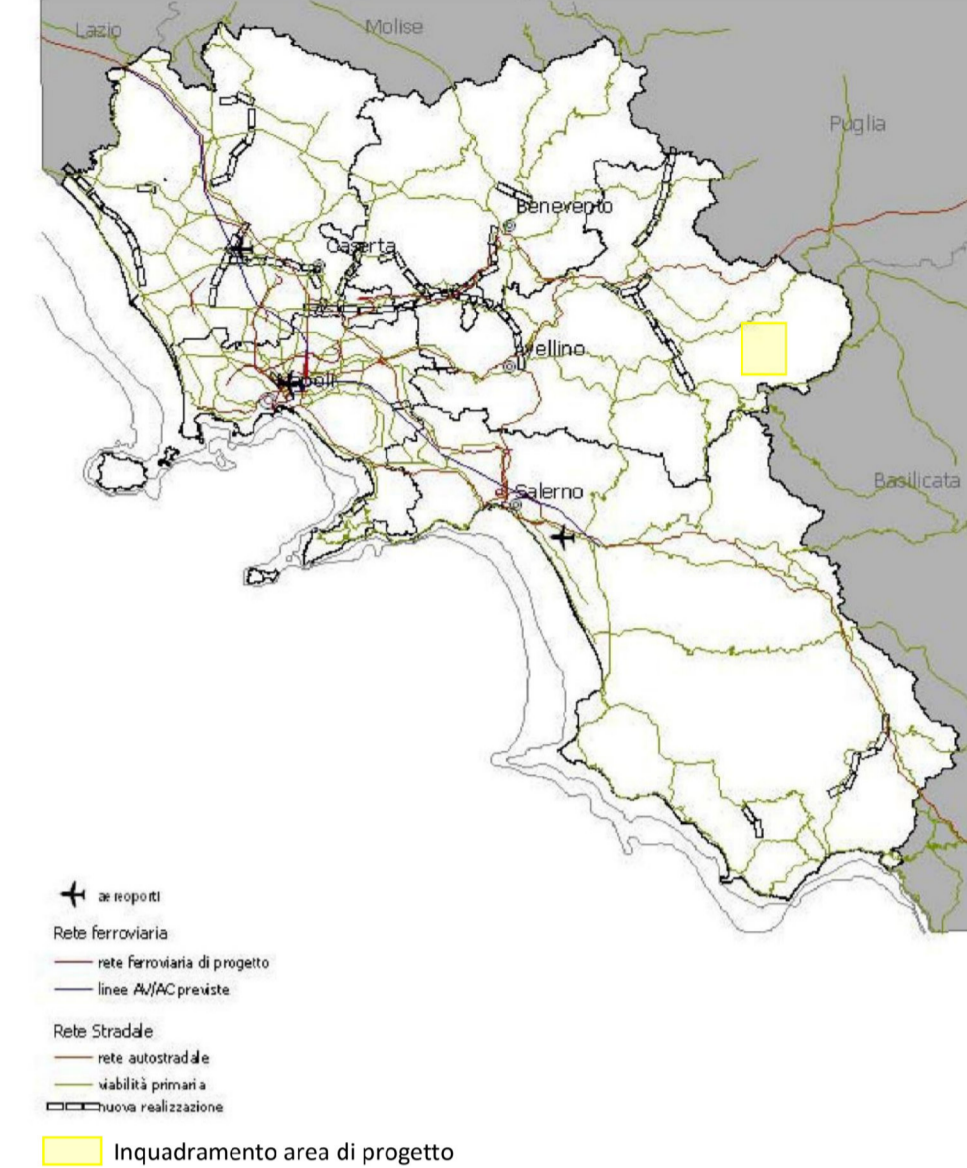 Lazio
Molise
Puglia
Benevento
Caserta
Avellino
Napoli
Basilicata
Salerno
aereoporti
Rete ferroviaria
rete ferroviaria di progetto
linee AV/AC previste
Rete Stradale
rete autostradale
viabilità primaria
nuova realizzazione
Inquadramento area di progetto